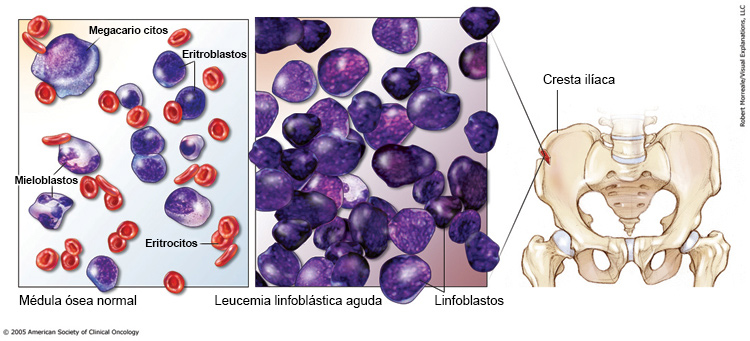 Megacario citos
Eritroblastos
Mieloblastos
Eritrocitos
Médula ósea normal
Leucemia linfoblástica aguda
Linfoblastos
Cresta ilíaca
Robert Morreale/Visual Explanations, LLC
© 2005 American Society of Clinical Oncology